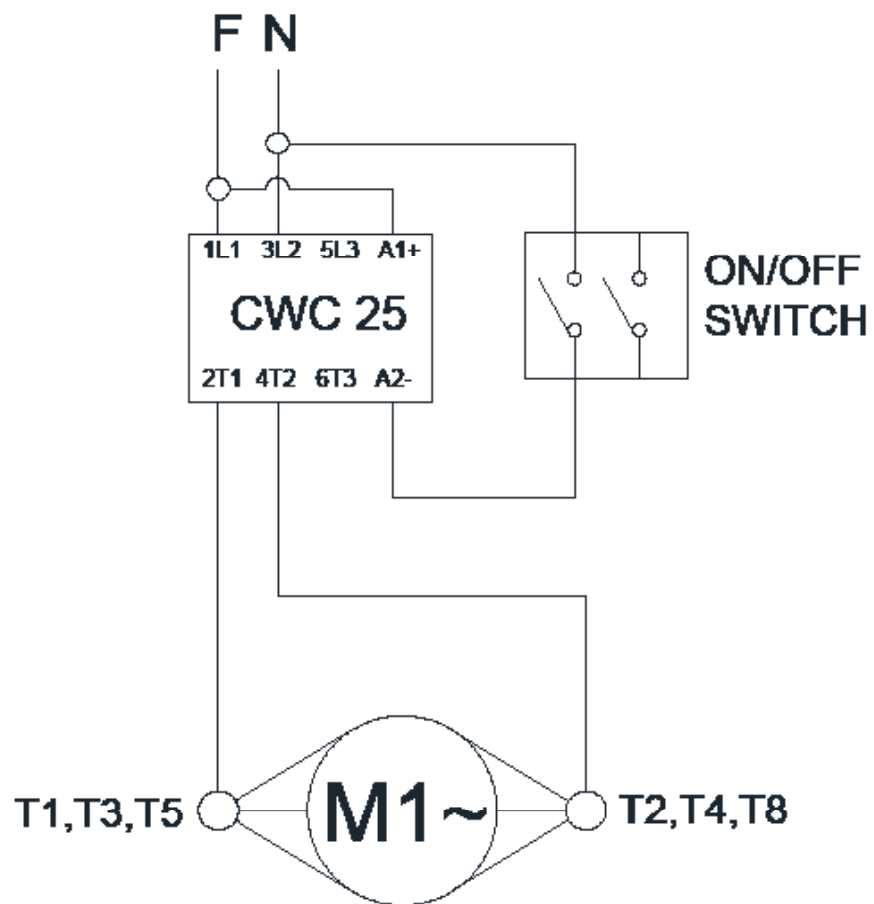 F N
1L1 3L2 5L3 A1+
CWC 25
2T1 4T2 6T3 A2-
ON/OFF
SWITCH
T1,T3,T5
M1~
T2,T4,T8